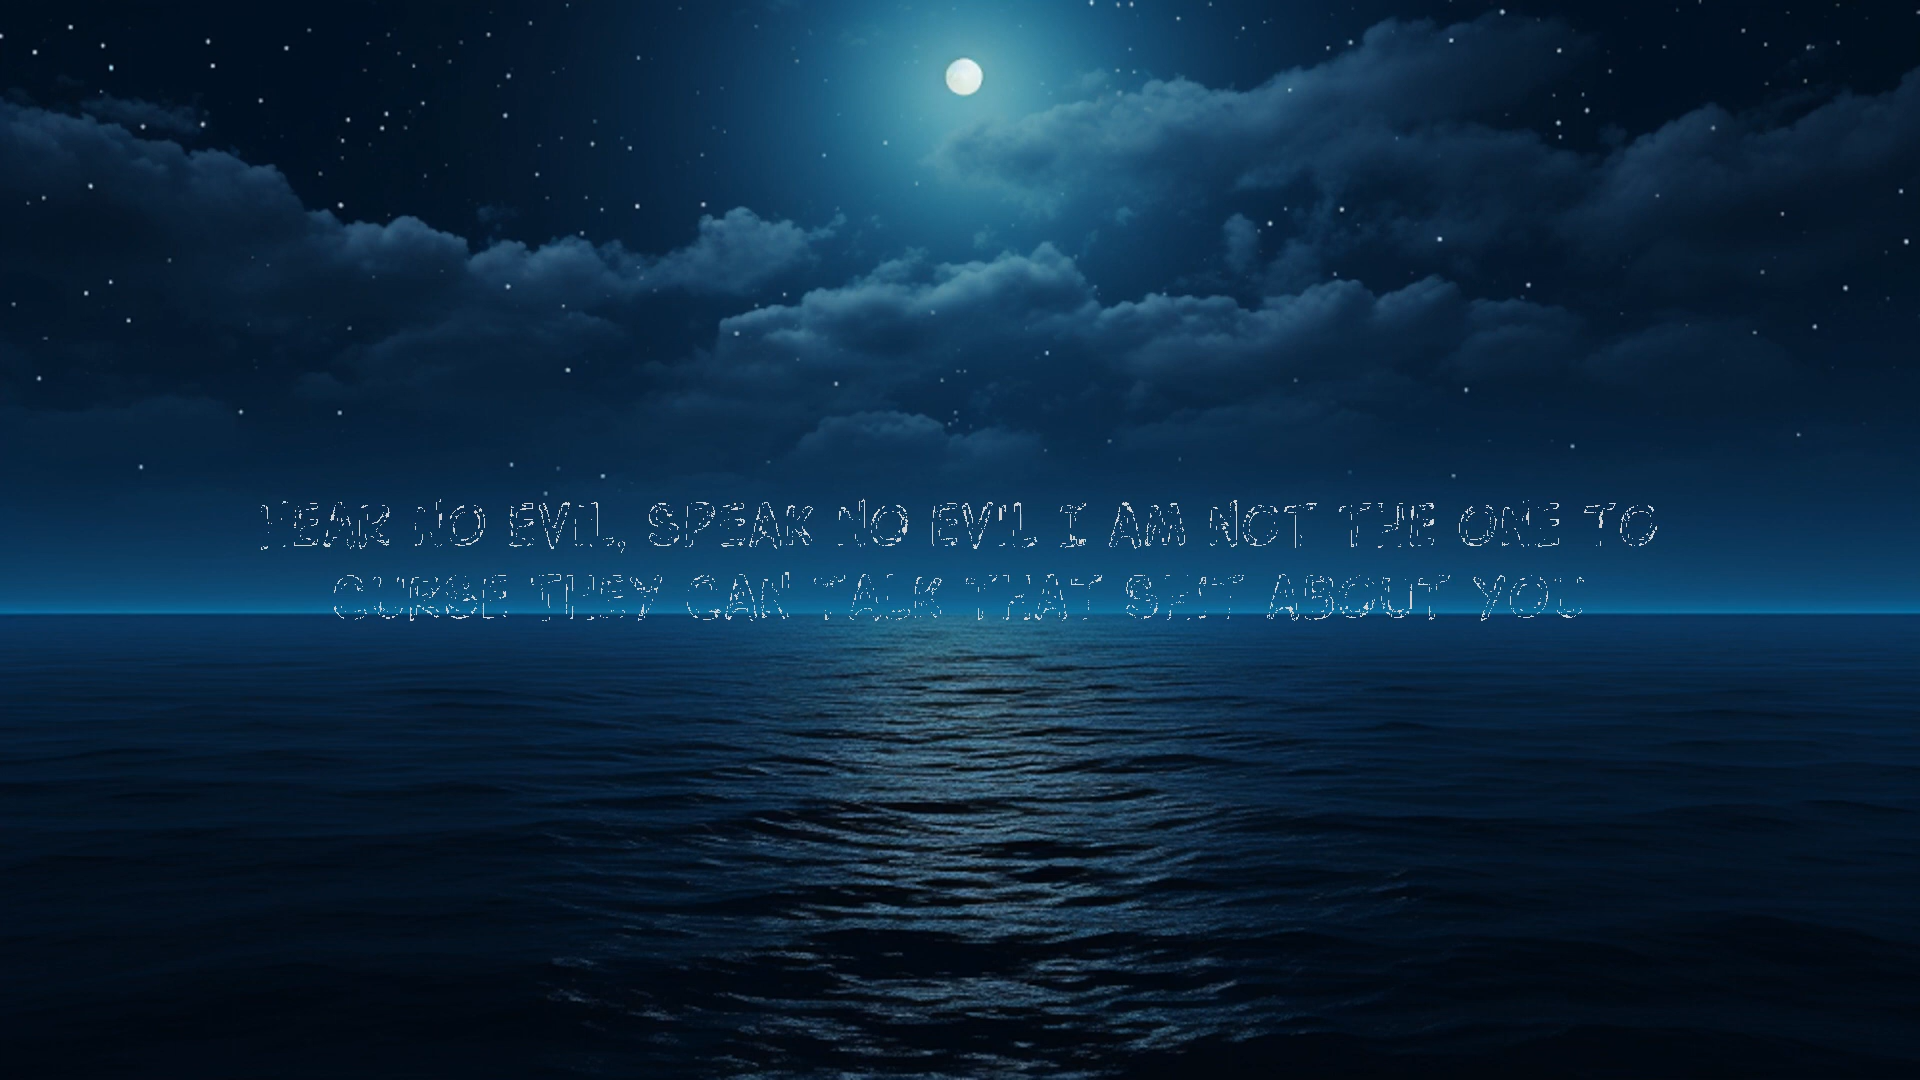 HEAR NO EVIL, SPEAK NO EVIL I AM NOT THE ONE TO
CURSE THEY CAN TALK THAT SHIT ABOUT YOU